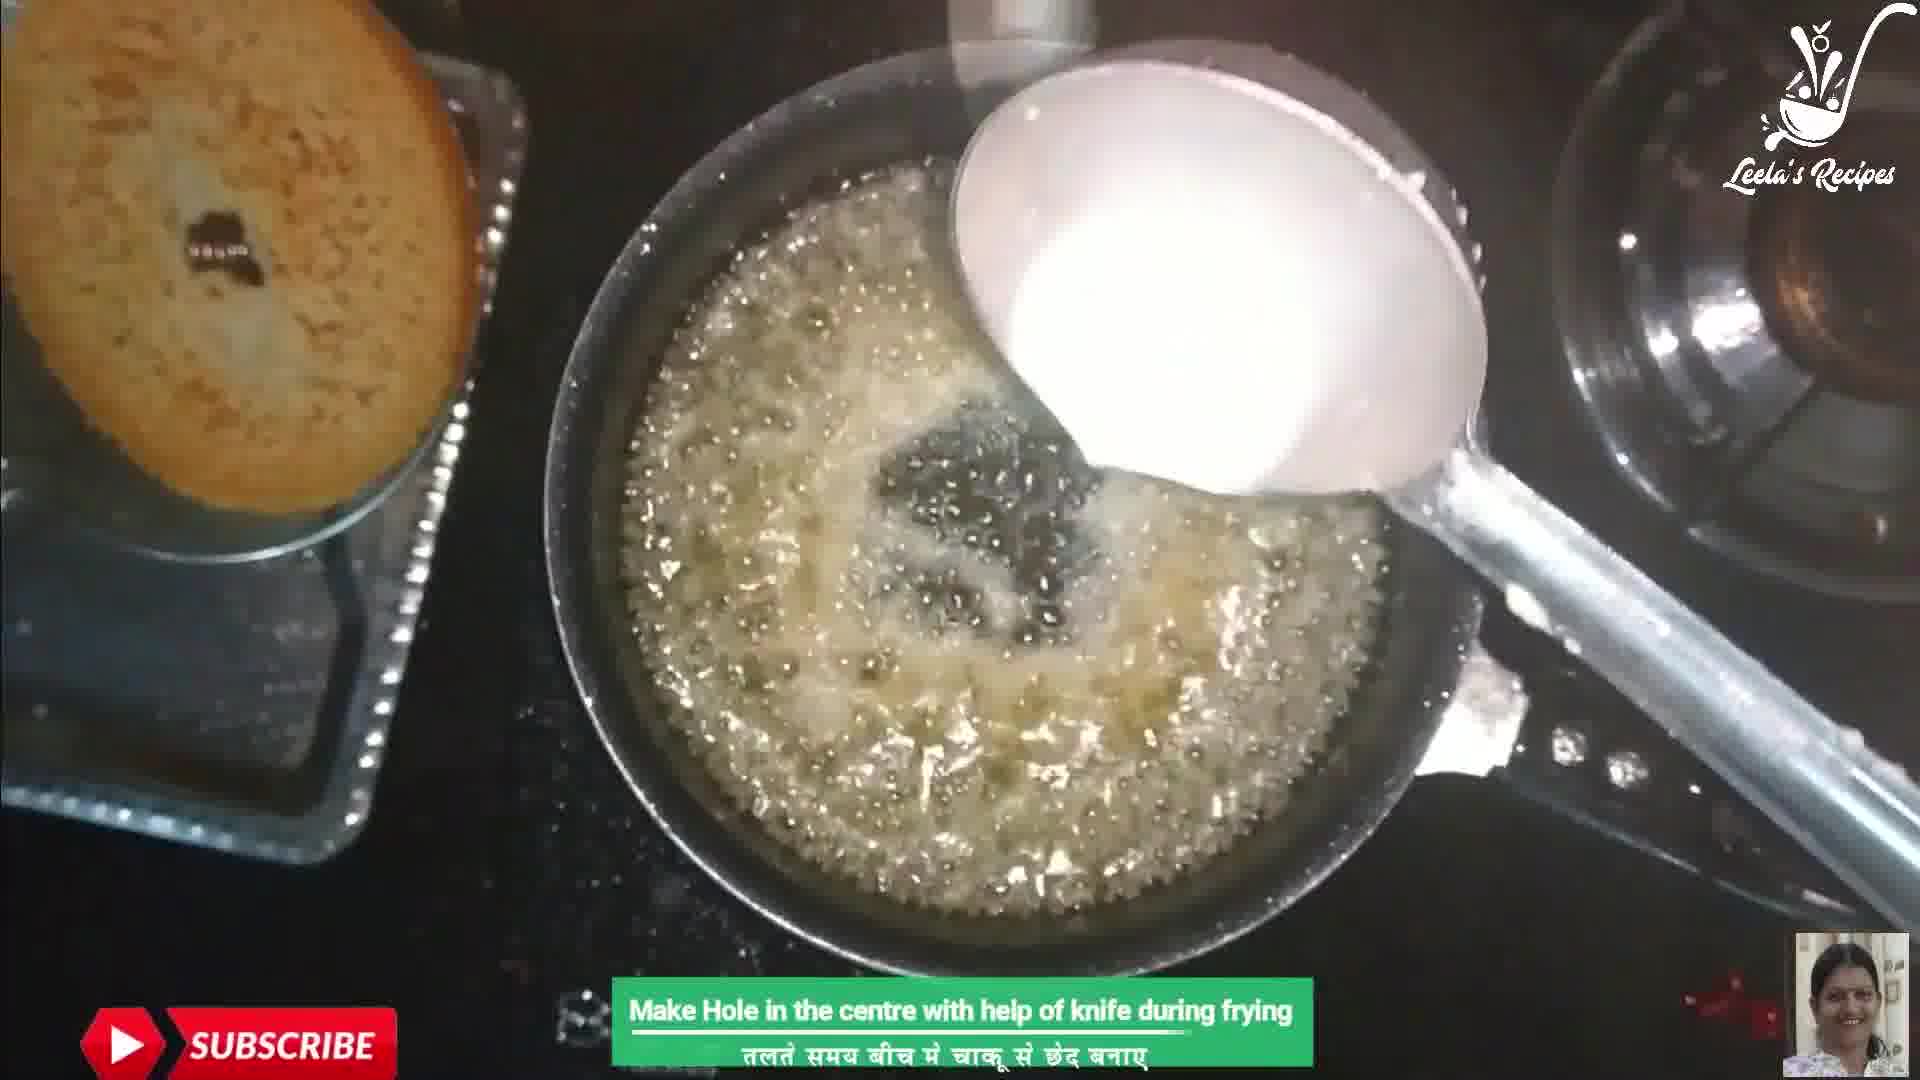 Leela's Recipes
Make Hole in the centre with help of knife during frying
तलते समय बीच मे चाकू से छेद बनाए
SUBSCRIBE